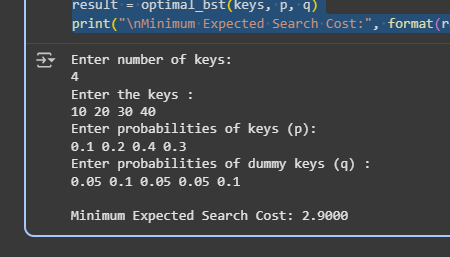 result = optimal_bst(keys, p, q)
print("\nMinimum Expected Search Cost:", format(r
Enter number of keys:
4
Enter the keys :
10 20 30 40
Enter probabilities of keys (p):
0.1 0.2 0.4 0.3
Enter probabilities of dummy keys (q) :
0.05 0.1 0.05 0.05 0.1
Minimum Expected Search Cost: 2.9000